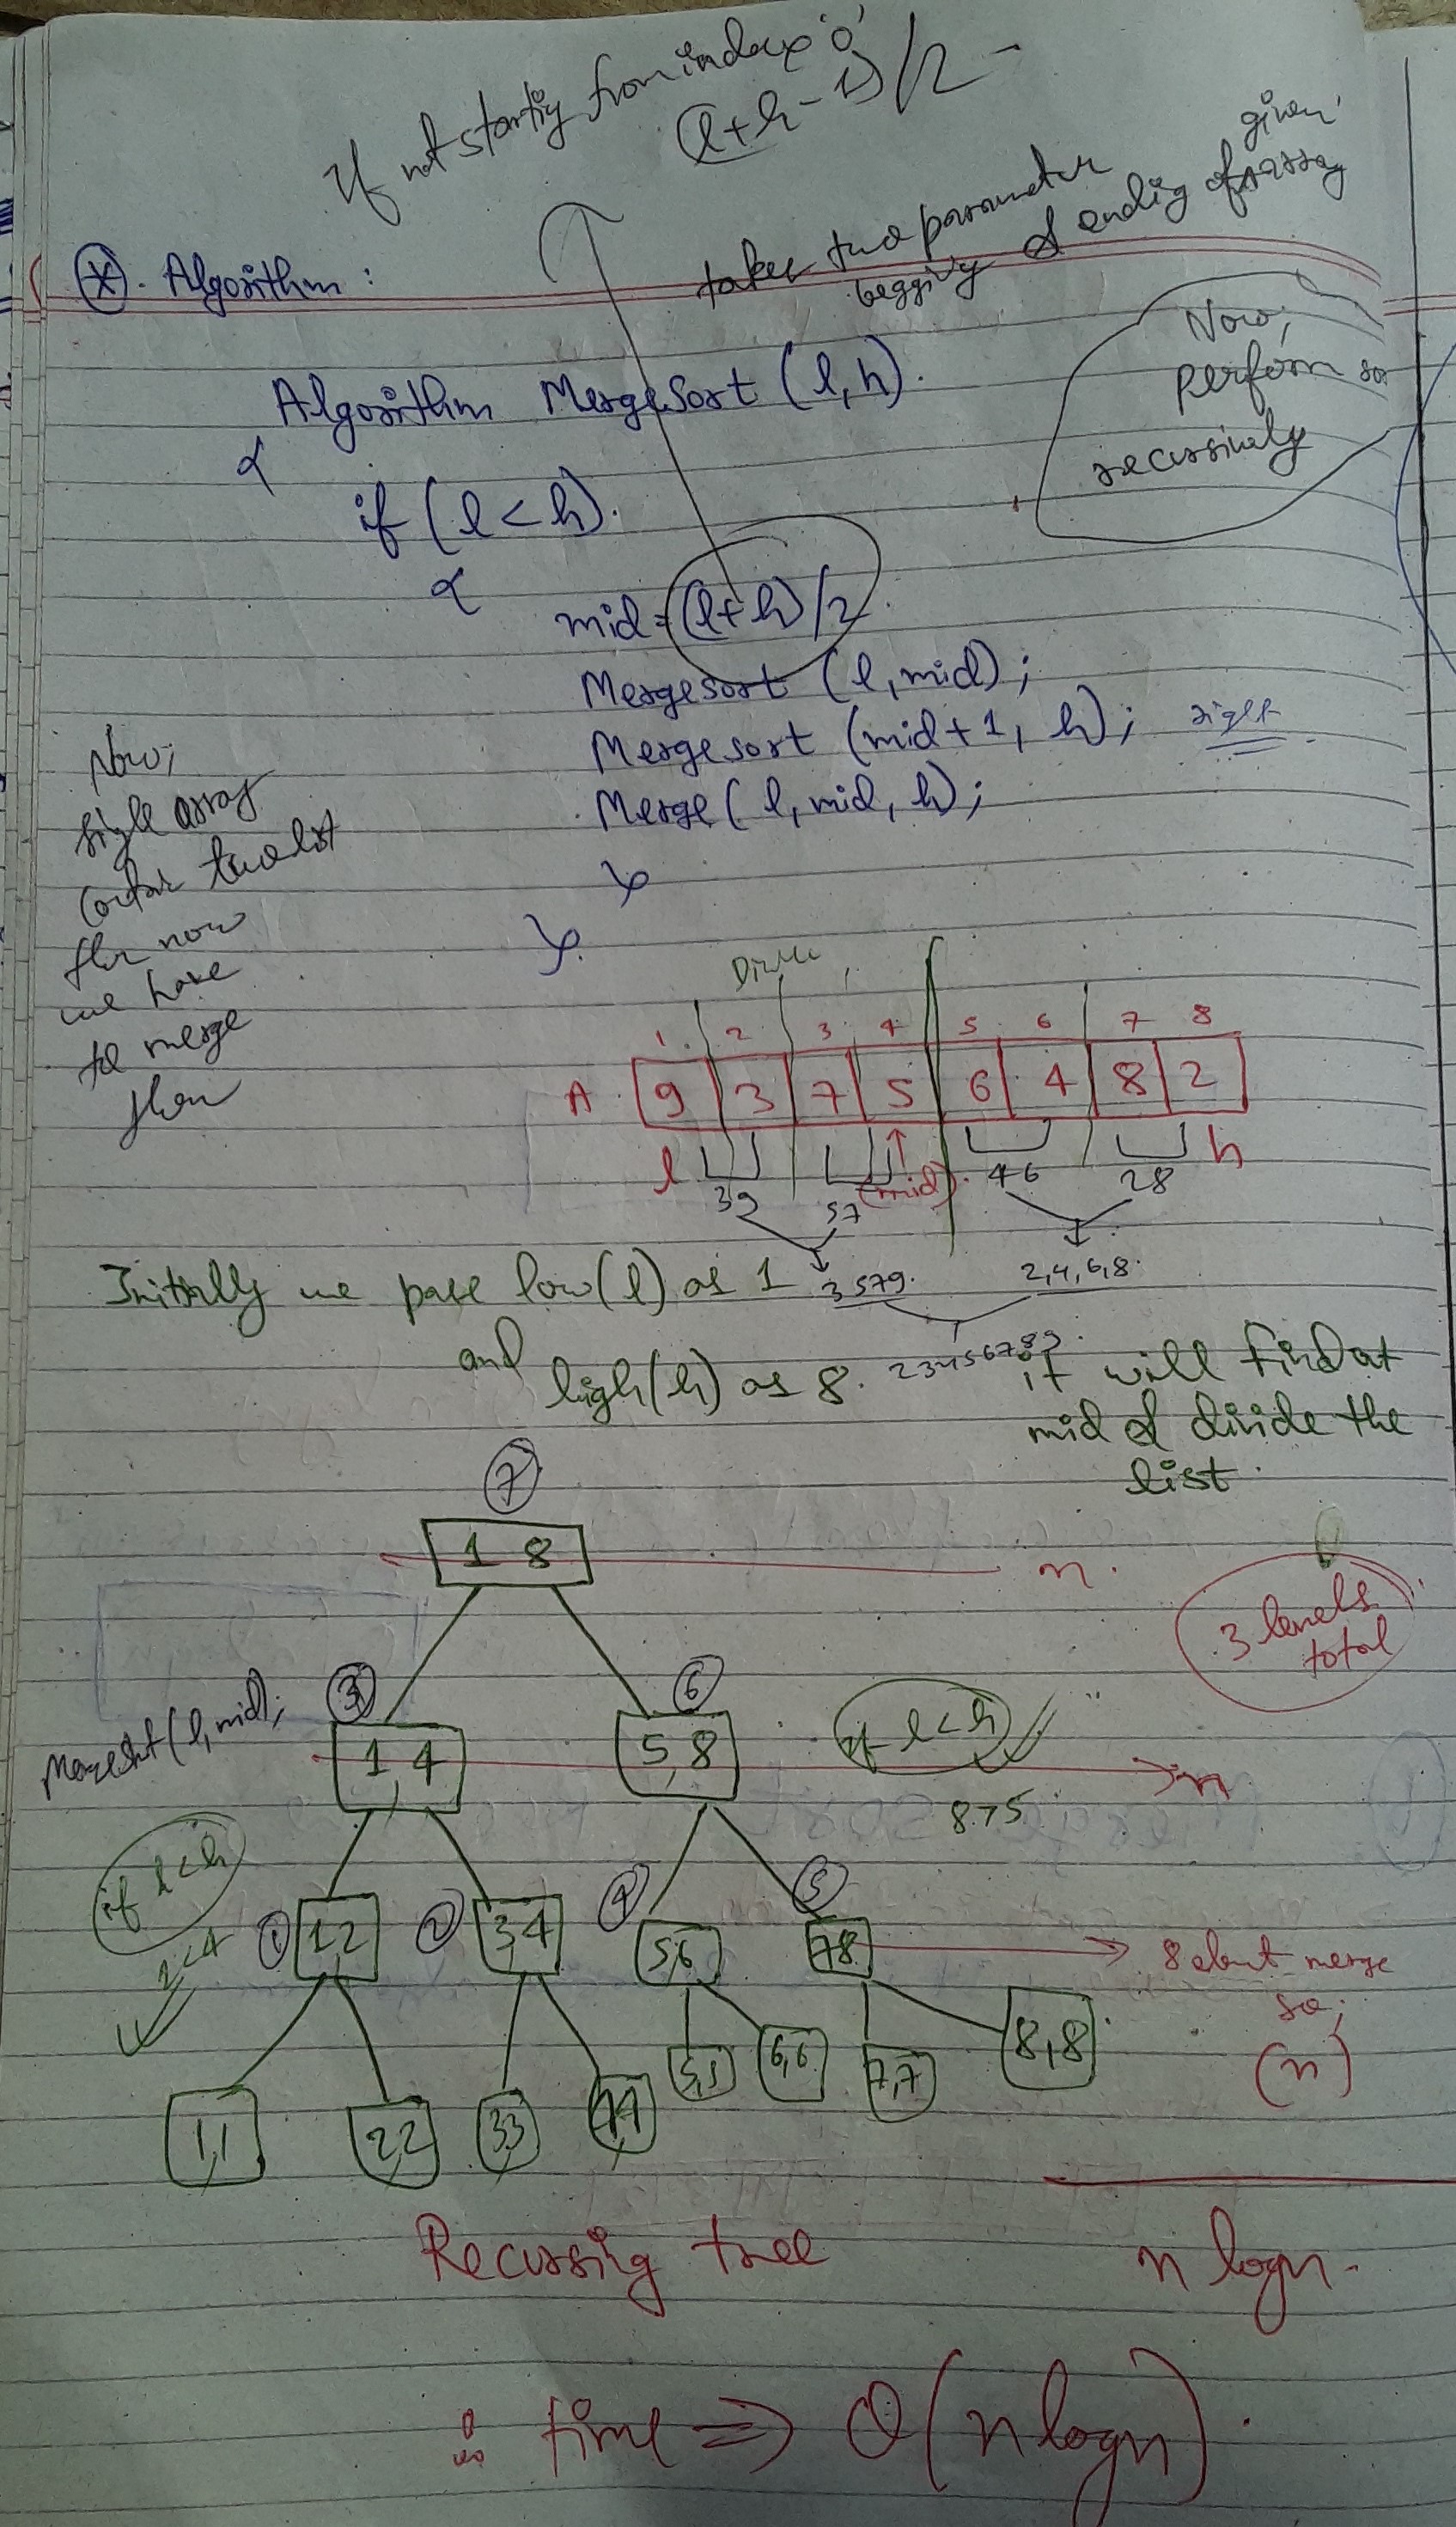 If not starting from index '0'
(l+h-1)/2
takes two parameter
begging & ending of array
given
(*). Algorithm :
Now,
perform so
recursively
Algorithm MergeSort (l,h).
{
if (l<h).
{
mid = (l+h)/2.
Mergesort (l,mid);
Mergesort (mid+1, h); right
Merge (l,mid,h);
}
}.
Now;
single array
contain two list
now
we have
to merge
them
Divide
1 2 3 4 5 6 7 8
A 9 3 7 5 6 4 8 2
l (mid). h
39 57 46 28
3 579. 2,4,6,8.
Initially we pass low(l) as 1
and high(h) as 8.
23456789.
it will find out
mid & divide the
list.
7
1 8 n.
3 levels
total
Mergesort(l,mid);
3 6
1,4 5,8 if l<h n
8>5
if l<h
1<4
1 2 4 5
1,2 3,4 5,6 7,8 8 element merge
so;
(n)
1,1 2,2 3,3 4,4 5,5 6,6 7,7 8,8
Recursing tree
n logn.
∴ time => O(n logn).